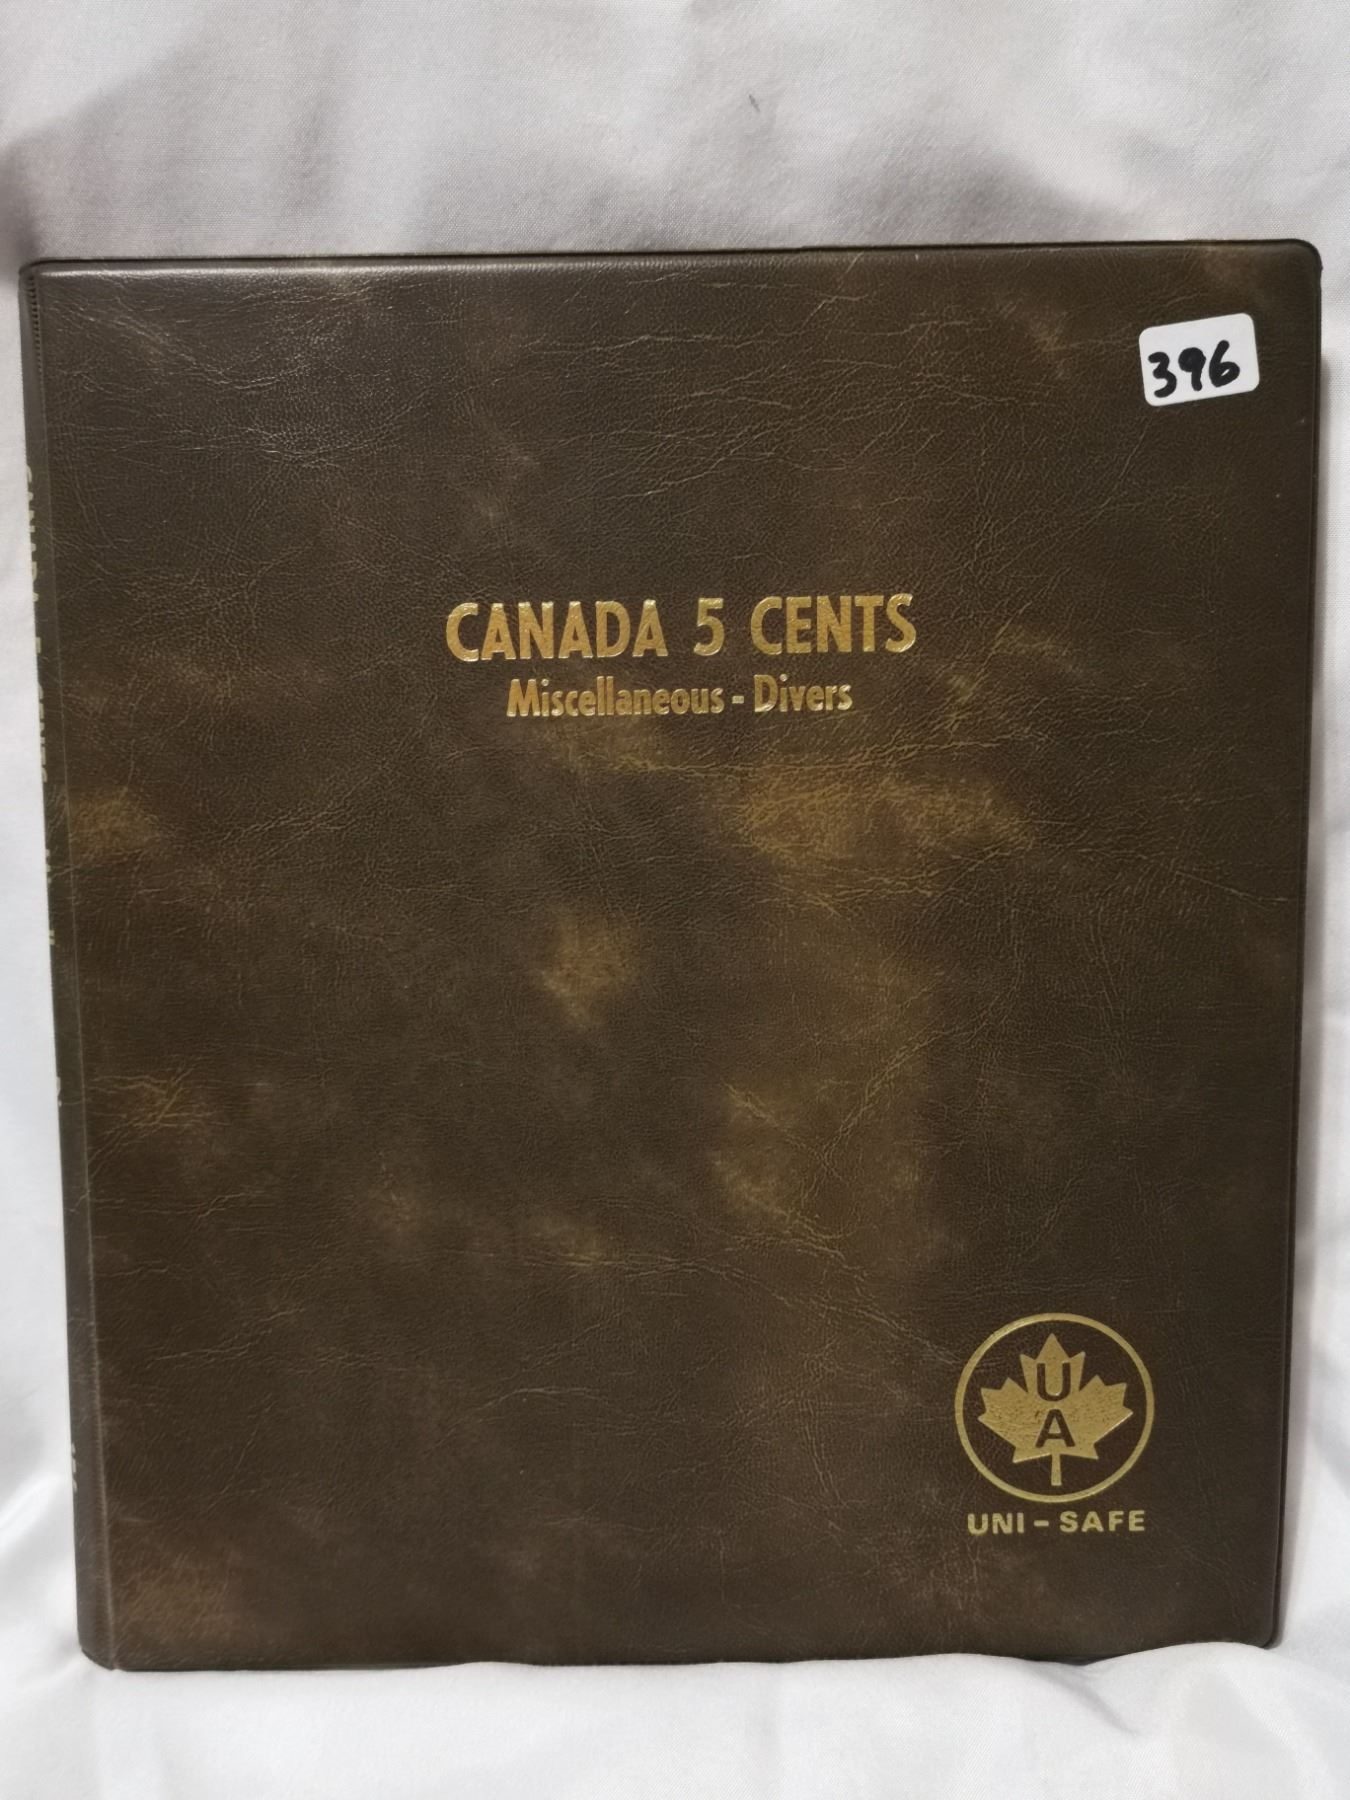 396
CANADA 5 CENTS
Miscellaneous - Divers
U
A
UNI - SAFE